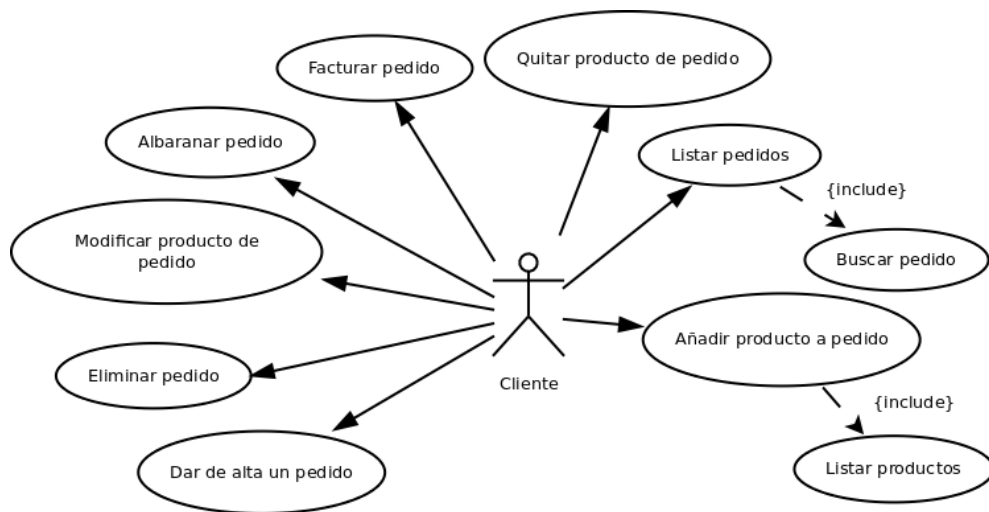 Facturar pedido
Quitar producto de pedido
Albaranar pedido
Listar pedidos
{include}
Modificar producto de
pedido
Buscar pedido
Añadir producto a pedido
Eliminar pedido
Cliente
{include}
Dar de alta un pedido
Listar productos